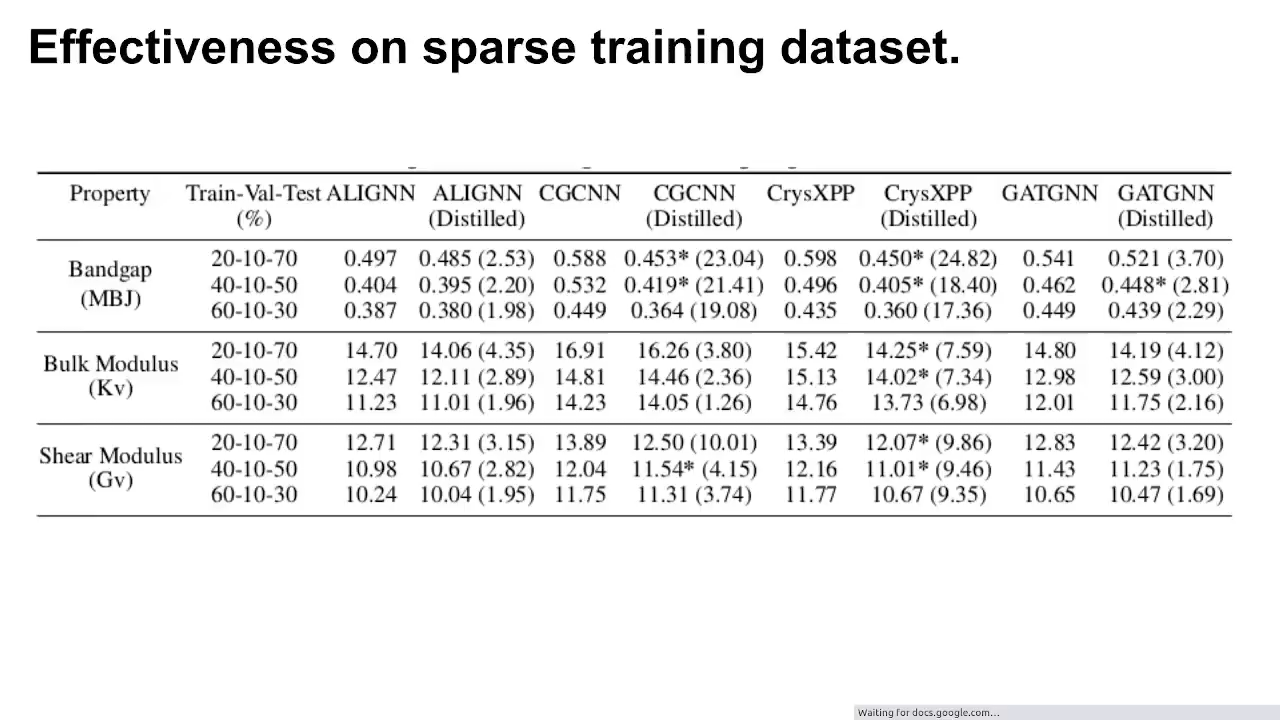 Effectiveness on sparse training dataset.
Property Train-Val-Test ALIGNN ALIGNN CGCNN CGCNN CrysXPP CrysXPP GATGNN GATGNN
(%) (Distilled) (Distilled) (Distilled) (Distilled)
Bandgap (MBJ)
20-10-70 0.497 0.485 (2.53) 0.588 0.453* (23.04) 0.598 0.450* (24.82) 0.541 0.521 (3.70)
40-10-50 0.404 0.395 (2.20) 0.532 0.419* (21.41) 0.496 0.405* (18.40) 0.462 0.448* (2.81)
60-10-30 0.387 0.380 (1.98) 0.449 0.364 (19.08) 0.435 0.360 (17.36) 0.449 0.439 (2.29)
Bulk Modulus (Kv)
20-10-70 14.70 14.06 (4.35) 16.91 16.26 (3.80) 15.42 14.25* (7.59) 14.80 14.19 (4.12)
40-10-50 12.47 12.11 (2.89) 14.81 14.46 (2.36) 15.13 14.02* (7.34) 12.98 12.59 (3.00)
60-10-30 11.23 11.01 (1.96) 14.23 14.05 (1.26) 14.76 13.73 (6.98) 12.01 11.75 (2.16)
Shear Modulus (Gv)
20-10-70 12.71 12.31 (3.15) 13.89 12.50 (10.01) 13.39 12.07* (9.86) 12.83 12.42 (3.20)
40-10-50 10.98 10.67 (2.82) 12.04 11.54* (4.15) 12.16 11.01* (9.46) 11.43 11.23 (1.75)
60-10-30 10.24 10.04 (1.95) 11.75 11.31 (3.74) 11.77 10.67 (9.35) 10.65 10.47 (1.69)
Waiting for docs.google.com...